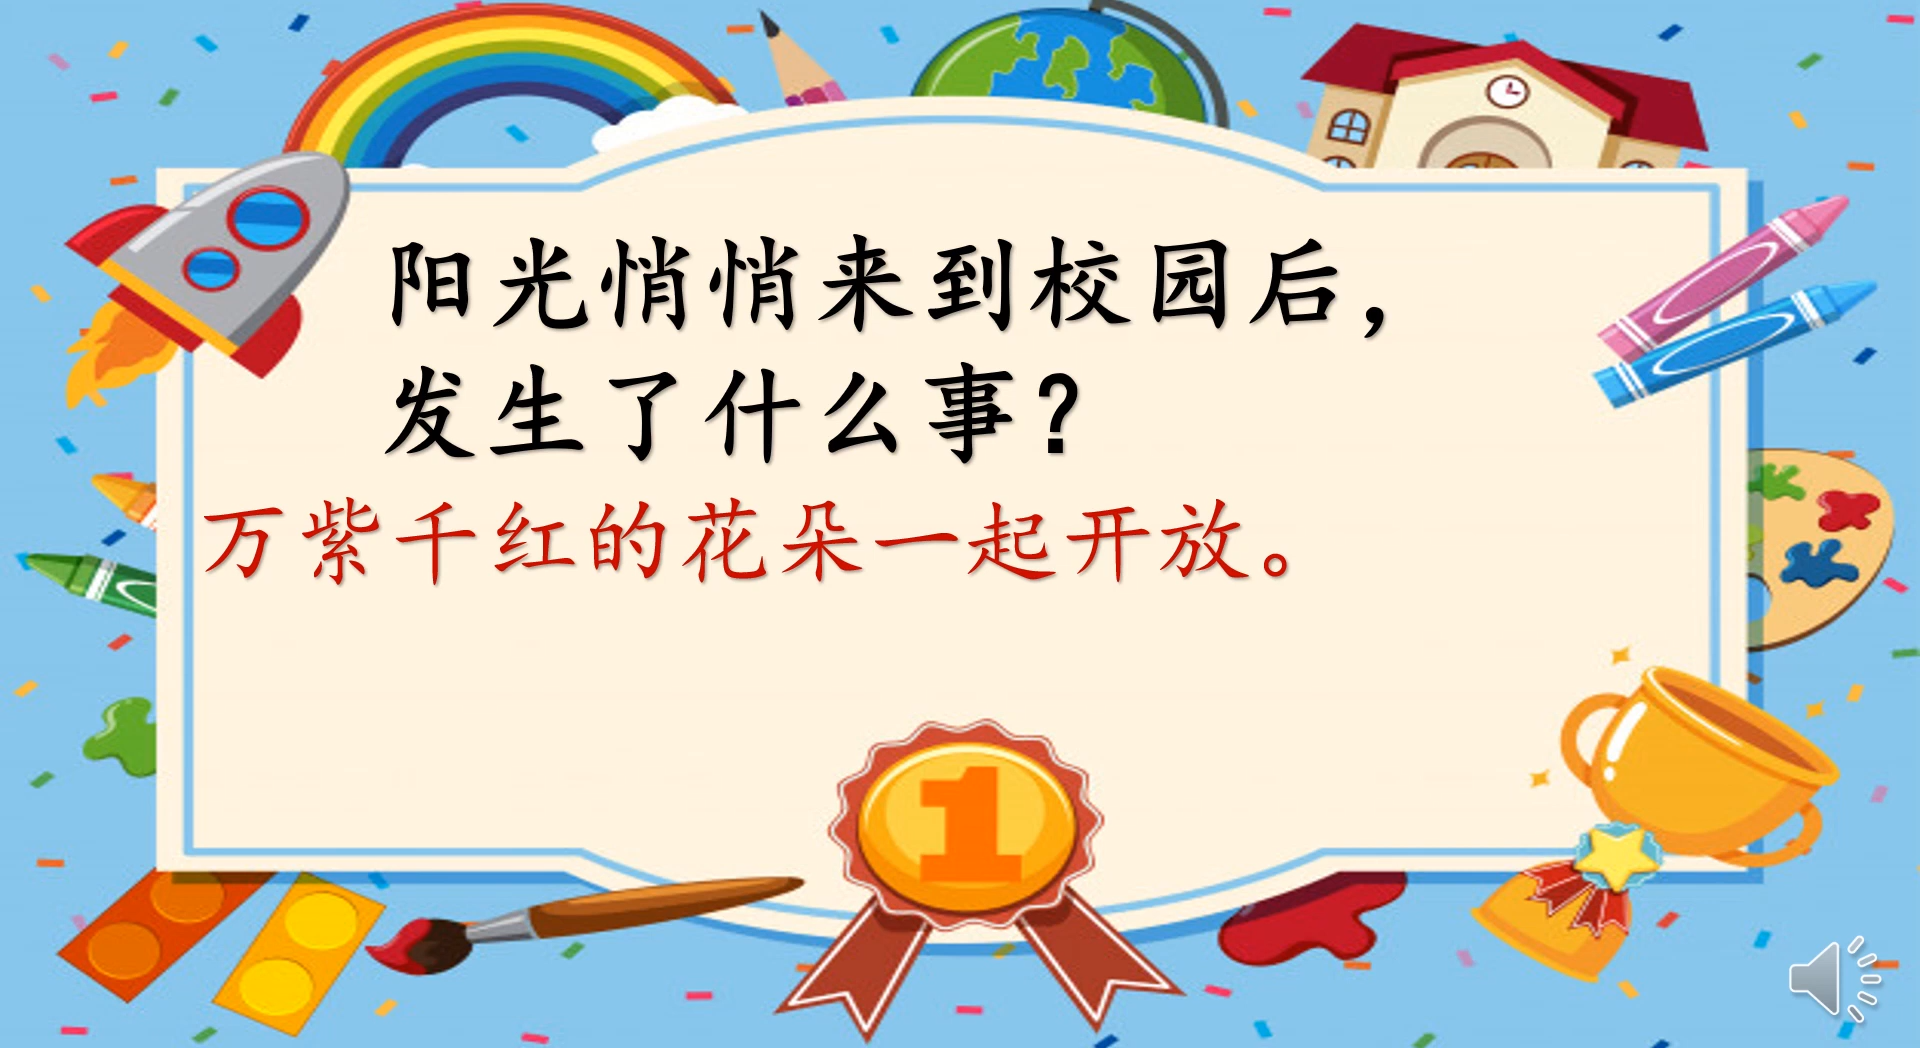 阳光悄悄来到校园后，
发生了什么事？
万紫千红的花朵一起开放。
1